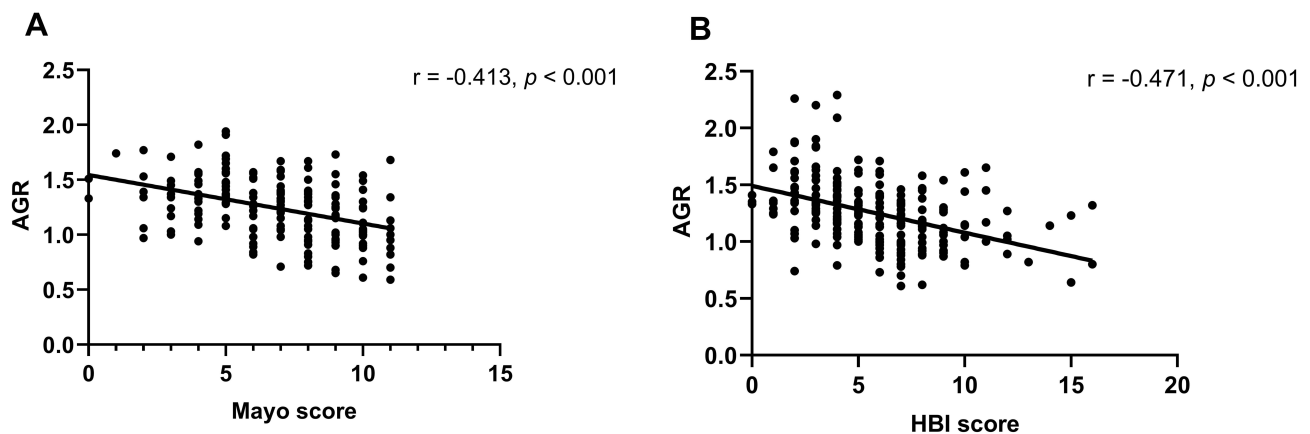 A
r = -0.413, p < 0.001
2.5
2.0
1.5
1.0
0.5
0.0
AGR
0 5 10 15
Mayo score
B
r = -0.471, p < 0.001
2.5
2.0
1.5
1.0
0.5
0.0
AGR
0 5 10 15 20
HBI score